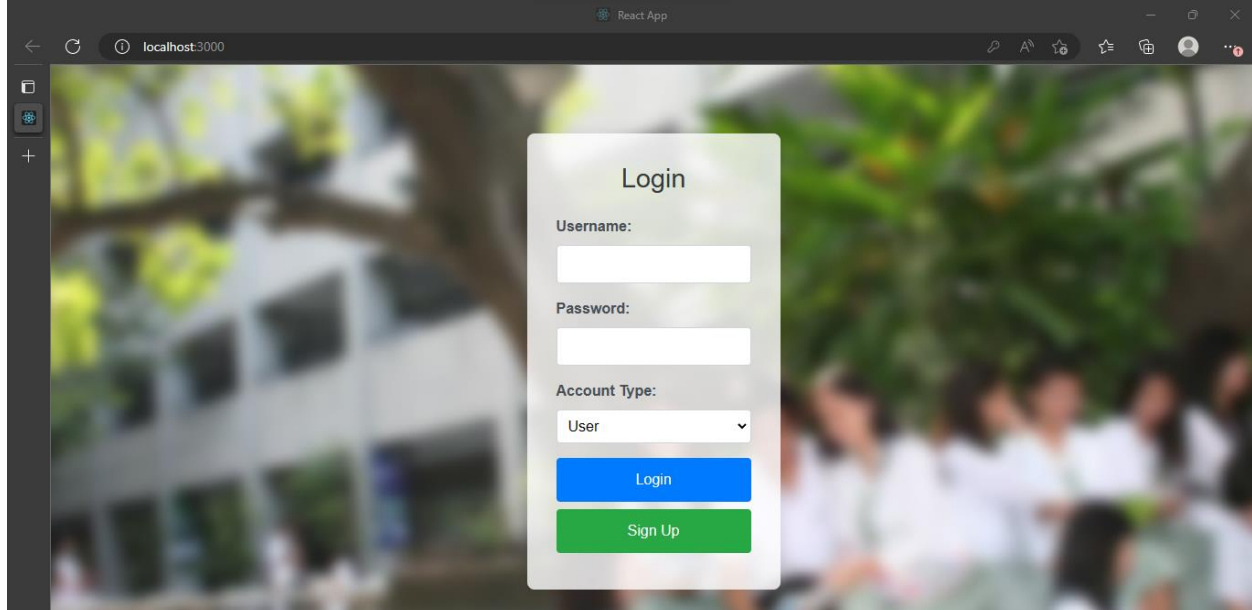 React App
localhost:3000
Login
Username:
Password:
Account Type:
User
Login
Sign Up